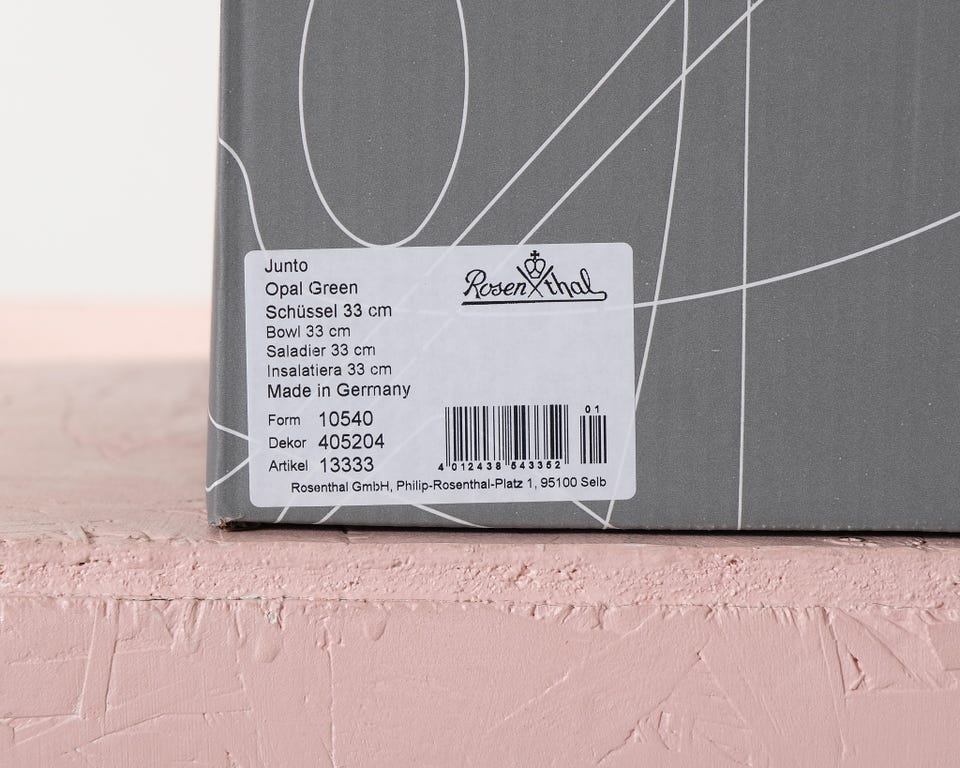 Junto
Rosenthal
Opal Green
Schüssel 33 cm
Bowl 33 cm
Saladier 33 cm
Insalatiera 33 cm
Made in Germany
Form 10540
Dekor 405204
Artikel 13333
01
4 012438 543352
Rosenthal GmbH, Philip-Rosenthal-Platz 1, 95100 Selb